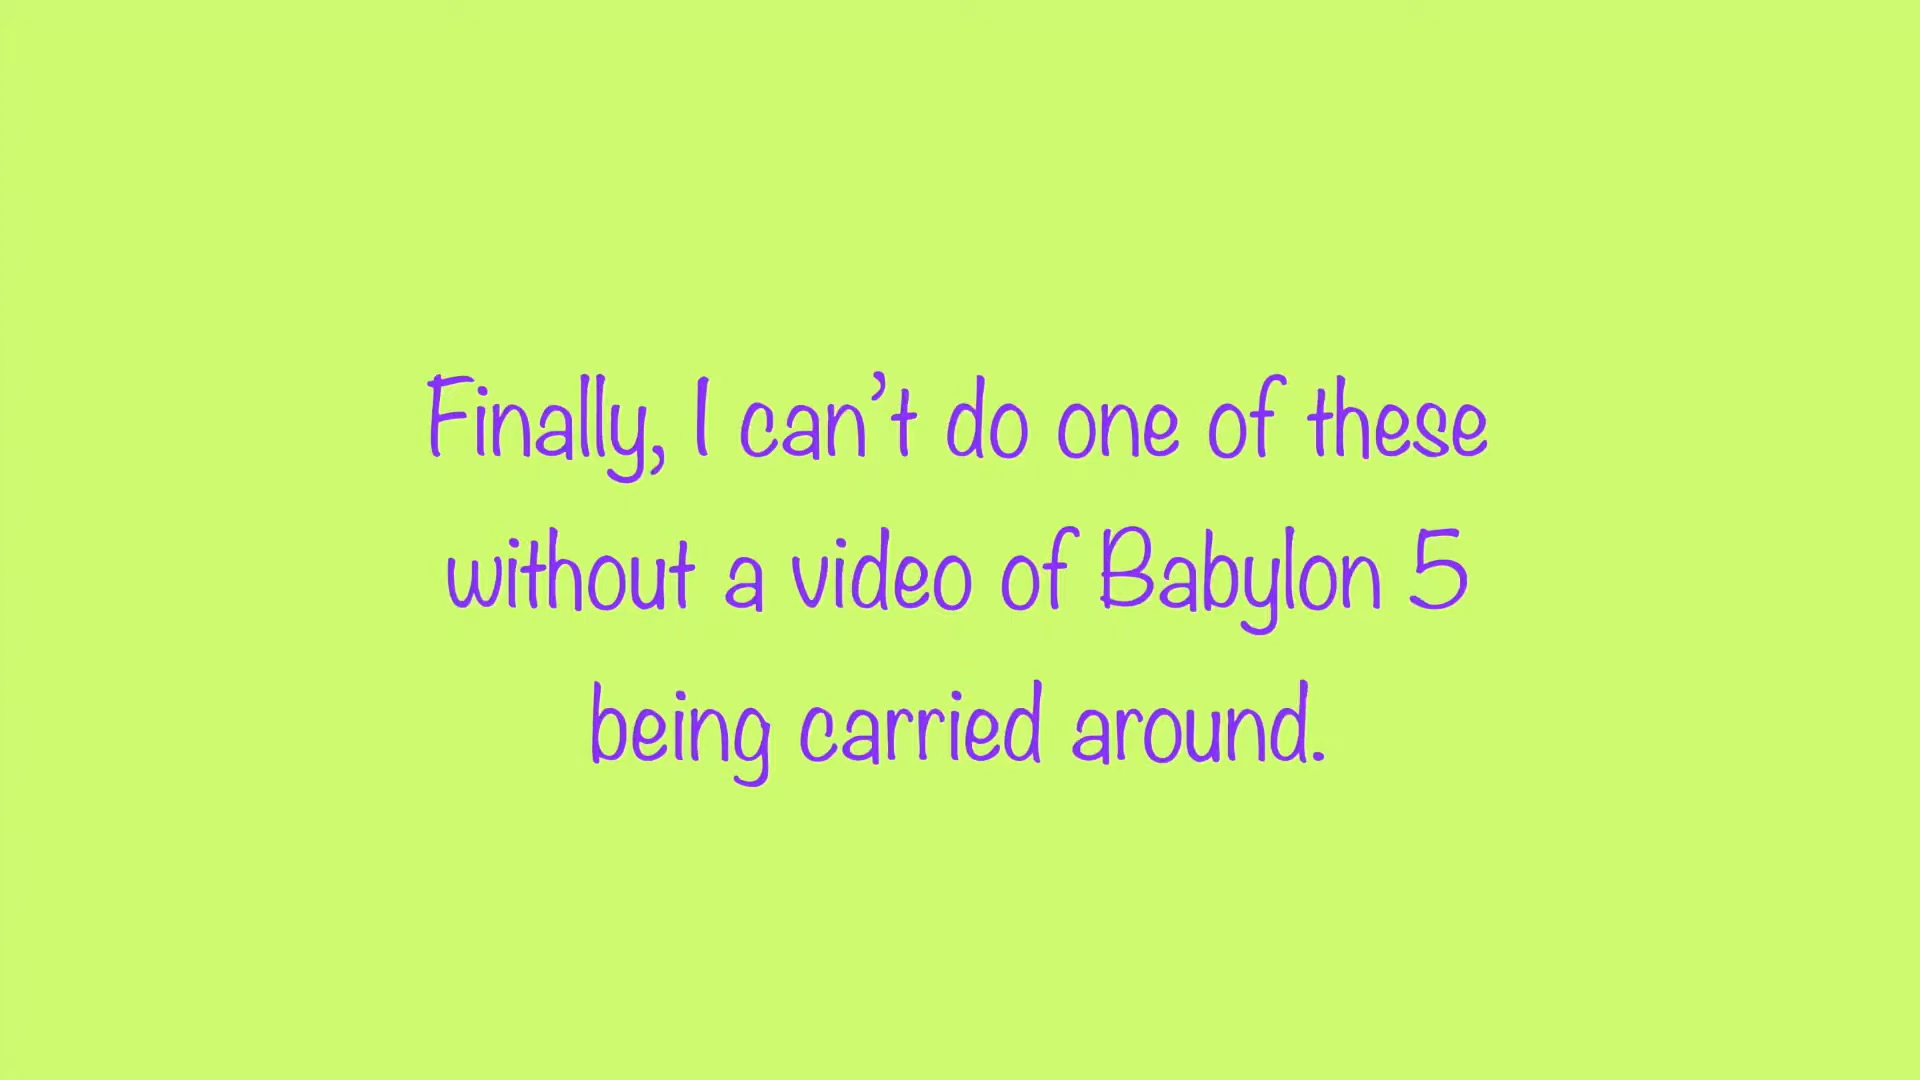 Finally, I can’t do one of these
without a video of Babylon 5
being carried around.